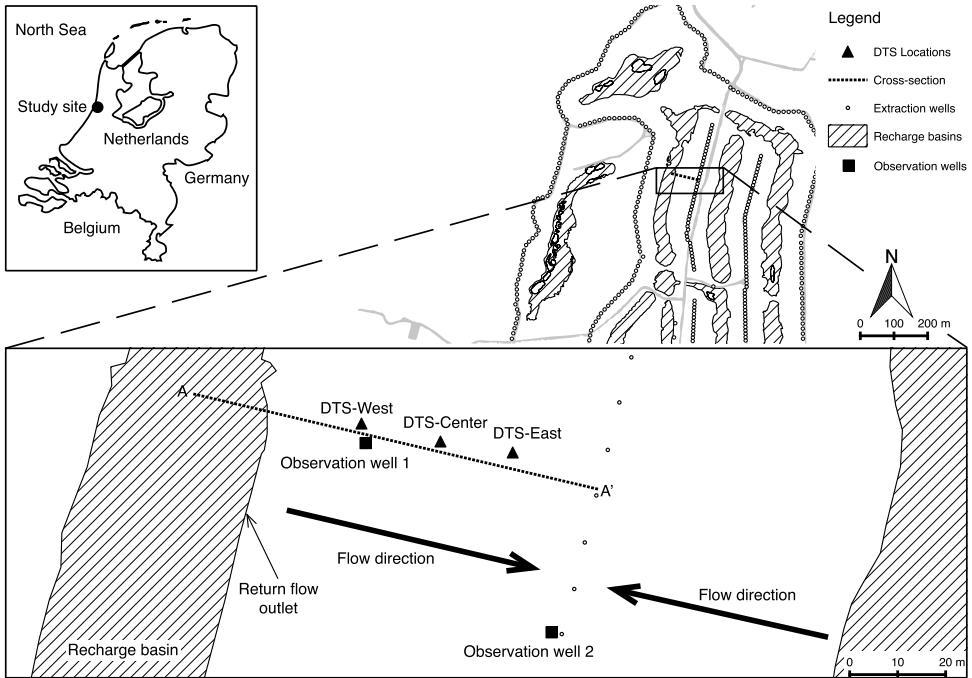 North Sea
Study site
Netherlands
Germany
Belgium
Legend
DTS Locations
Cross-section
Extraction wells
Recharge basins
Observation wells
N
0 100 200 m
A
DTS-West
DTS-Center
DTS-East
Observation well 1
A'
Flow direction
Return flow
outlet
Flow direction
Recharge basin
Observation well 2
0 10 20 m